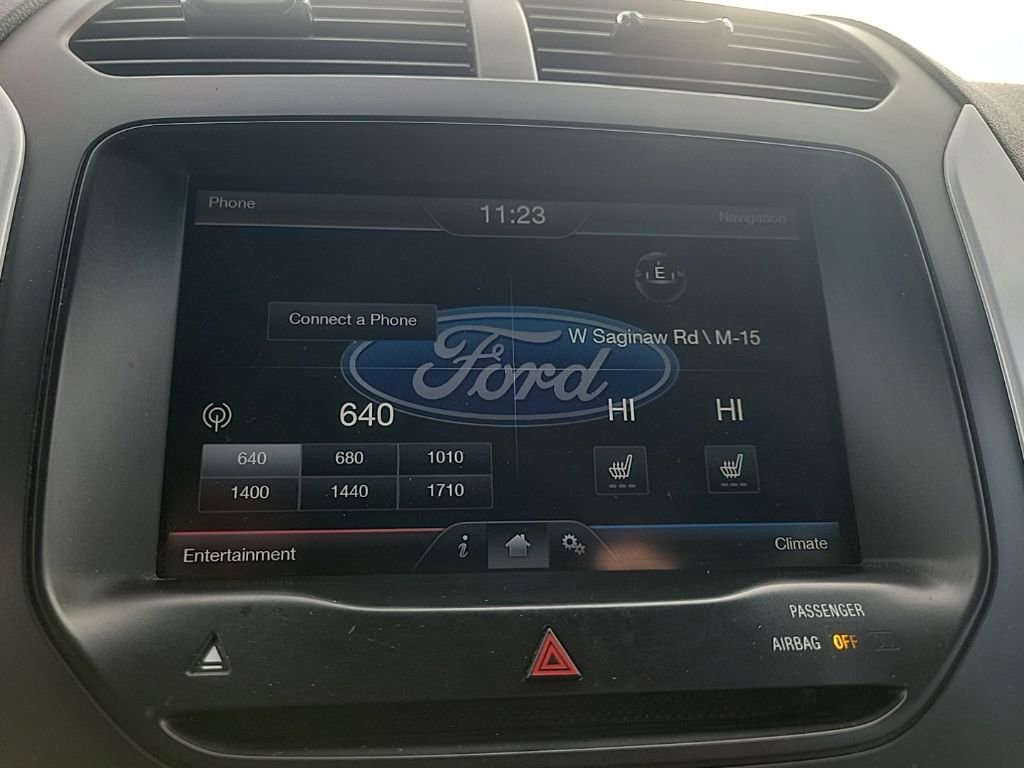 Phone
11:23
Navigation
E
Connect a Phone
Ford
W Saginaw Rd \ M-15
640
HI HI
640 680 1010
1400 1440 1710
Entertainment
i
Climate
PASSENGER
AIRBAG OFF